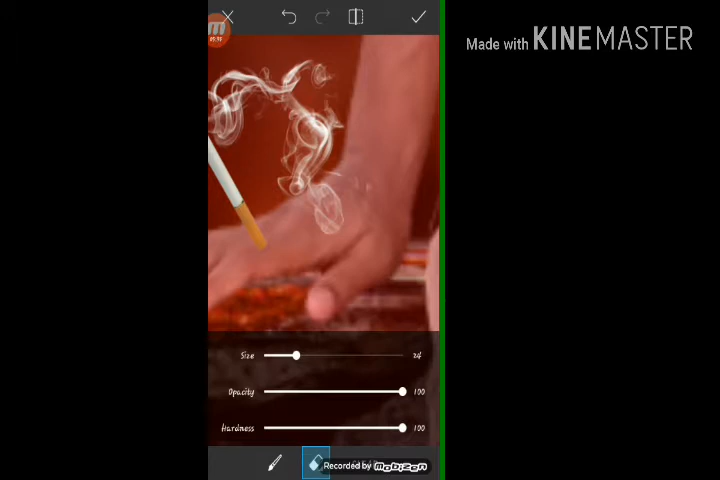 Made with KINEMASTER
Size 24
Opacity 100
Hardness 100
Recorded by MOBIZEN